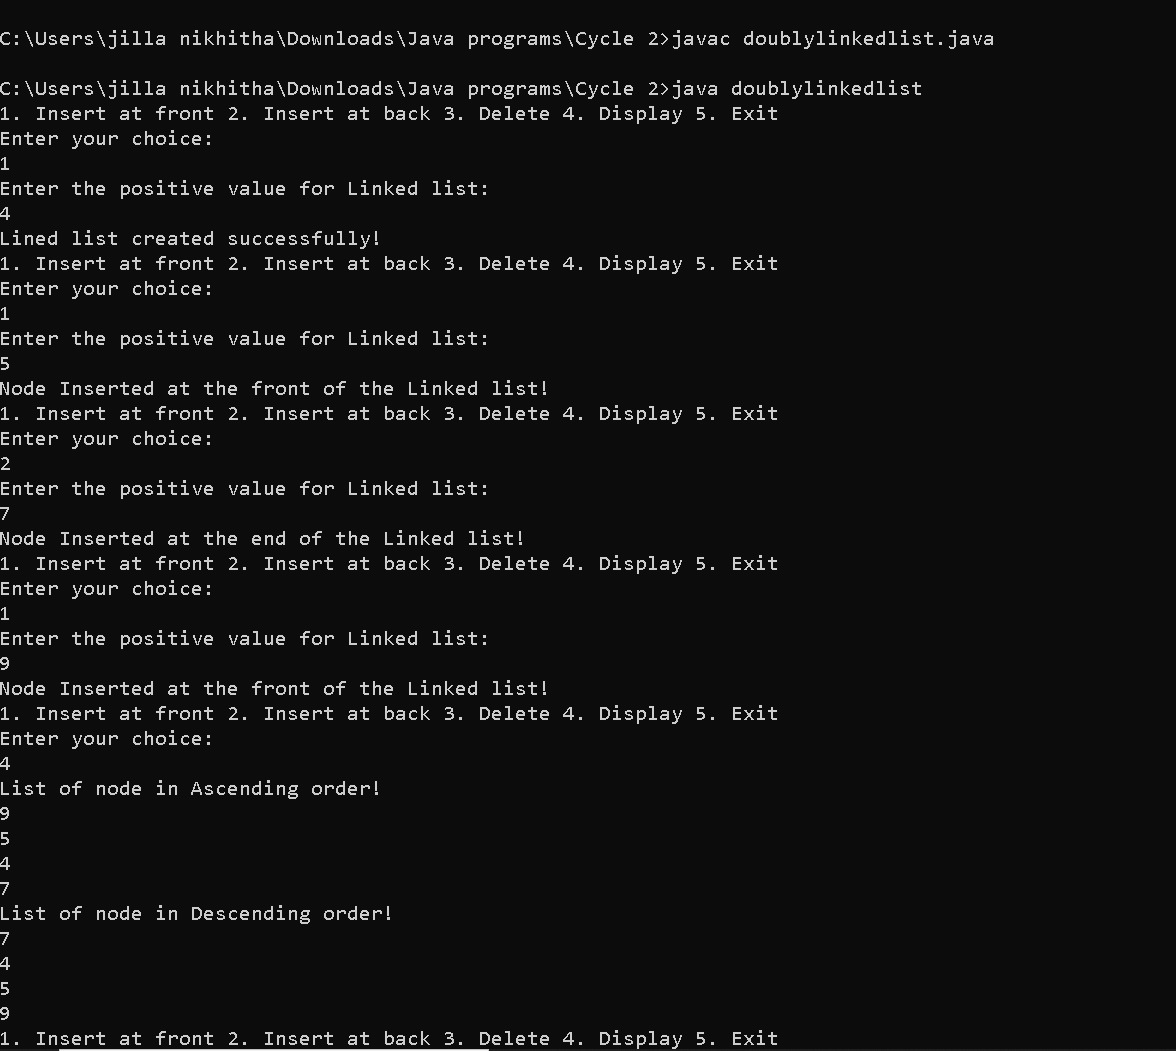 C:\Users\jilla nikhitha\Downloads\Java programs\Cycle 2>javac doublylinkedlist.java
C:\Users\jilla nikhitha\Downloads\Java programs\Cycle 2>java doublylinkedlist
1. Insert at front 2. Insert at back 3. Delete 4. Display 5. Exit
Enter your choice:
1
Enter the positive value for Linked list:
4
Lined list created successfully!
1. Insert at front 2. Insert at back 3. Delete 4. Display 5. Exit
Enter your choice:
1
Enter the positive value for Linked list:
5
Node Inserted at the front of the Linked list!
1. Insert at front 2. Insert at back 3. Delete 4. Display 5. Exit
Enter your choice:
2
Enter the positive value for Linked list:
7
Node Inserted at the end of the Linked list!
1. Insert at front 2. Insert at back 3. Delete 4. Display 5. Exit
Enter your choice:
1
Enter the positive value for Linked list:
9
Node Inserted at the front of the Linked list!
1. Insert at front 2. Insert at back 3. Delete 4. Display 5. Exit
Enter your choice:
4
List of node in Ascending order!
9
5
4
7
List of node in Descending order!
7
4
5
9
1. Insert at front 2. Insert at back 3. Delete 4. Display 5. Exit